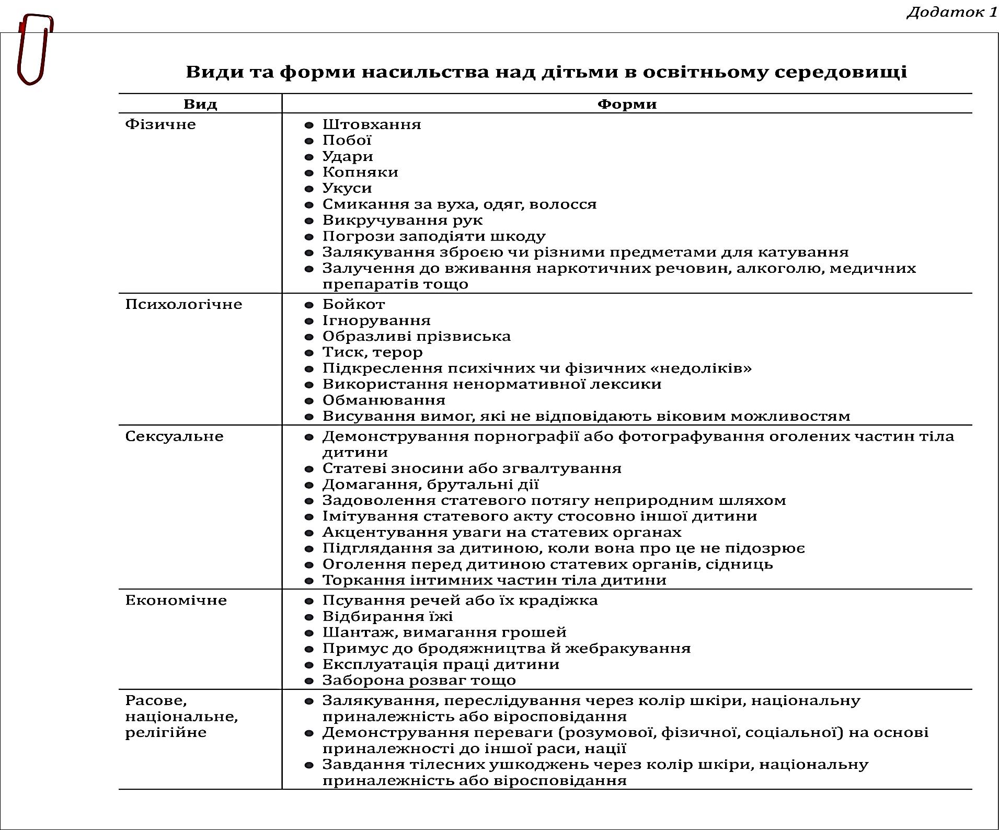 Додаток 1
Види та форми насильства над дітьми в освітньому середовищі
Вид
Форми
Фізичне
● Штовхання
● Побої
● Удари
● Копняки
● Укуси
● Смикання за вуха, одяг, волосся
● Викручування рук
● Погрози заподіяти шкоду
● Залякування зброєю чи різними предметами для катування
● Залучення до вживання наркотичних речовин, алкоголю, медичних
препаратів тощо
Психологічне
● Бойкот
● Ігнорування
● Образливі прізвиська
● Тиск, терор
● Підкреслення психічних чи фізичних «недоліків»
● Використання ненормативної лексики
● Обманювання
● Висування вимог, які не відповідають віковим можливостям
Сексуальне
● Демонстрування порнографії або фотографування оголених частин тіла
дитини
● Статеві зносини або згвалтування
● Домагання, брутальні дії
● Задоволення статевого потягу неприродним шляхом
● Імітування статевого акту стосовно іншої дитини
● Акцентування уваги на статевих органах
● Підглядання за дитиною, коли вона про це не підозрює
● Оголення перед дитиною статевих органів, сідниць
● Торкання інтимних частин тіла дитини
Економічне
● Псування речей або їх крадіжка
● Відбирання їжі
● Шантаж, вимагання грошей
● Примус до бродяжництва й жебракування
● Експлуатація праці дитини
● Заборона розваг тощо
Расове,
національне,
релігійне
● Залякування, переслідування через колір шкіри, національну
приналежність або віросповідання
● Демонстрування переваги (розумової, фізичної, соціальної) на основі
приналежності до іншої раси, нації
● Завдання тілесних ушкоджень через колір шкіри, національну
приналежність або віросповідання